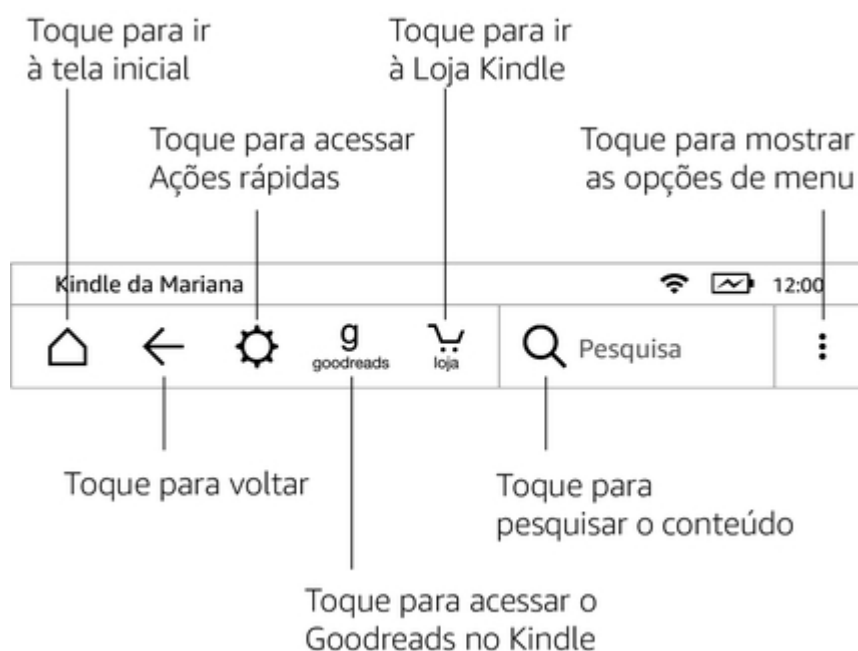 Toque para ir
à tela inicial
Toque para ir
à Loja Kindle
Toque para acessar
Ações rápidas
Toque para mostrar
as opções de menu
Kindle da Mariana
12:00
g
goodreads
loja
Pesquisa
Toque para voltar
Toque para
pesquisar o conteúdo
Toque para acessar o
Goodreads no Kindle